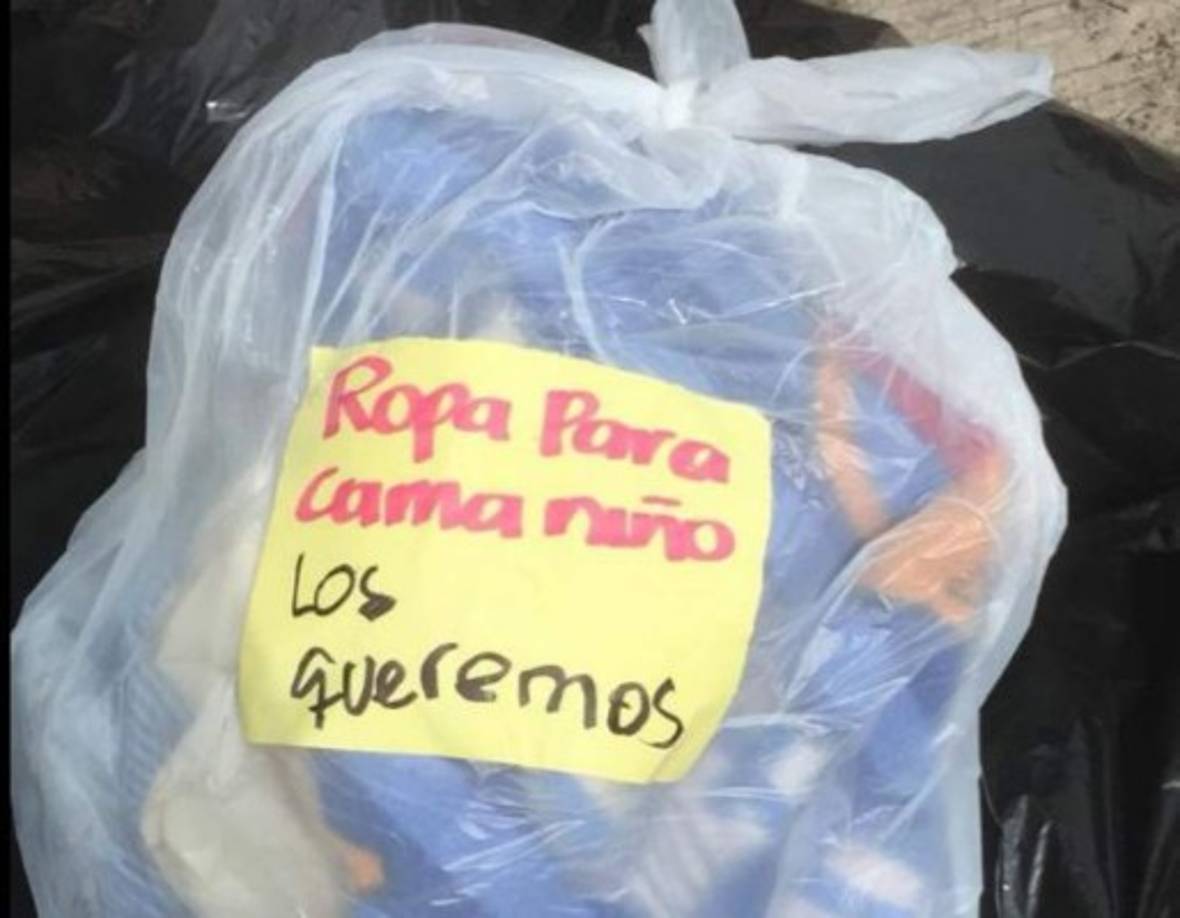 Ropa Para
cama niño
Los
queremos